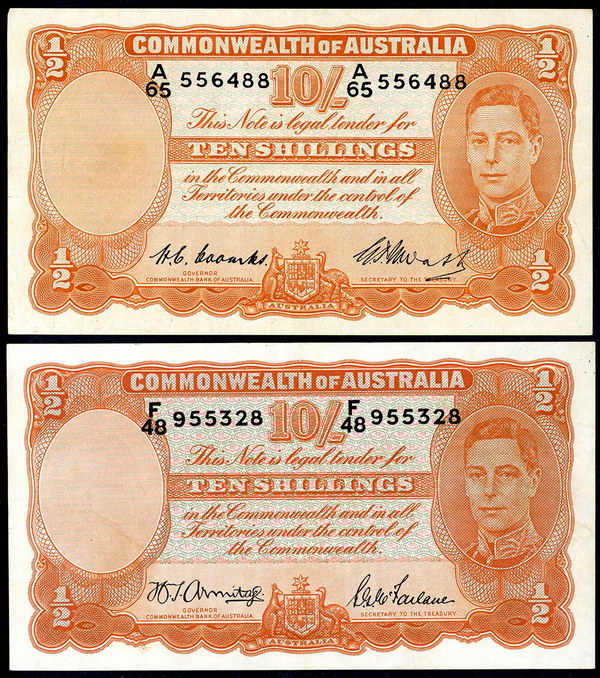 1/2 COMMONWEALTH OF AUSTRALIA 1/2
A/65 556488 10/- A/65 556488
This Note is legal tender for
TEN SHILLINGS
in the Commonwealth and in all
Territories under the control of
the Commonwealth.
1/2 H.C. Coombs. 1/2
GOVERNOR SECRETARY TO THE TREASURY
COMMONWEALTH BANK OF AUSTRALIA.
AUSTRALIA
1/2 COMMONWEALTH OF AUSTRALIA 1/2
F/48 955328 10/- F/48 955328
This Note is legal tender for
TEN SHILLINGS
in the Commonwealth and in all
Territories under the control of
the Commonwealth.
1/2 H.T. Armitage S.G. McFarlane 1/2
GOVERNOR SECRETARY TO THE TREASURY
COMMONWEALTH BANK OF AUSTRALIA.
AUSTRALIA